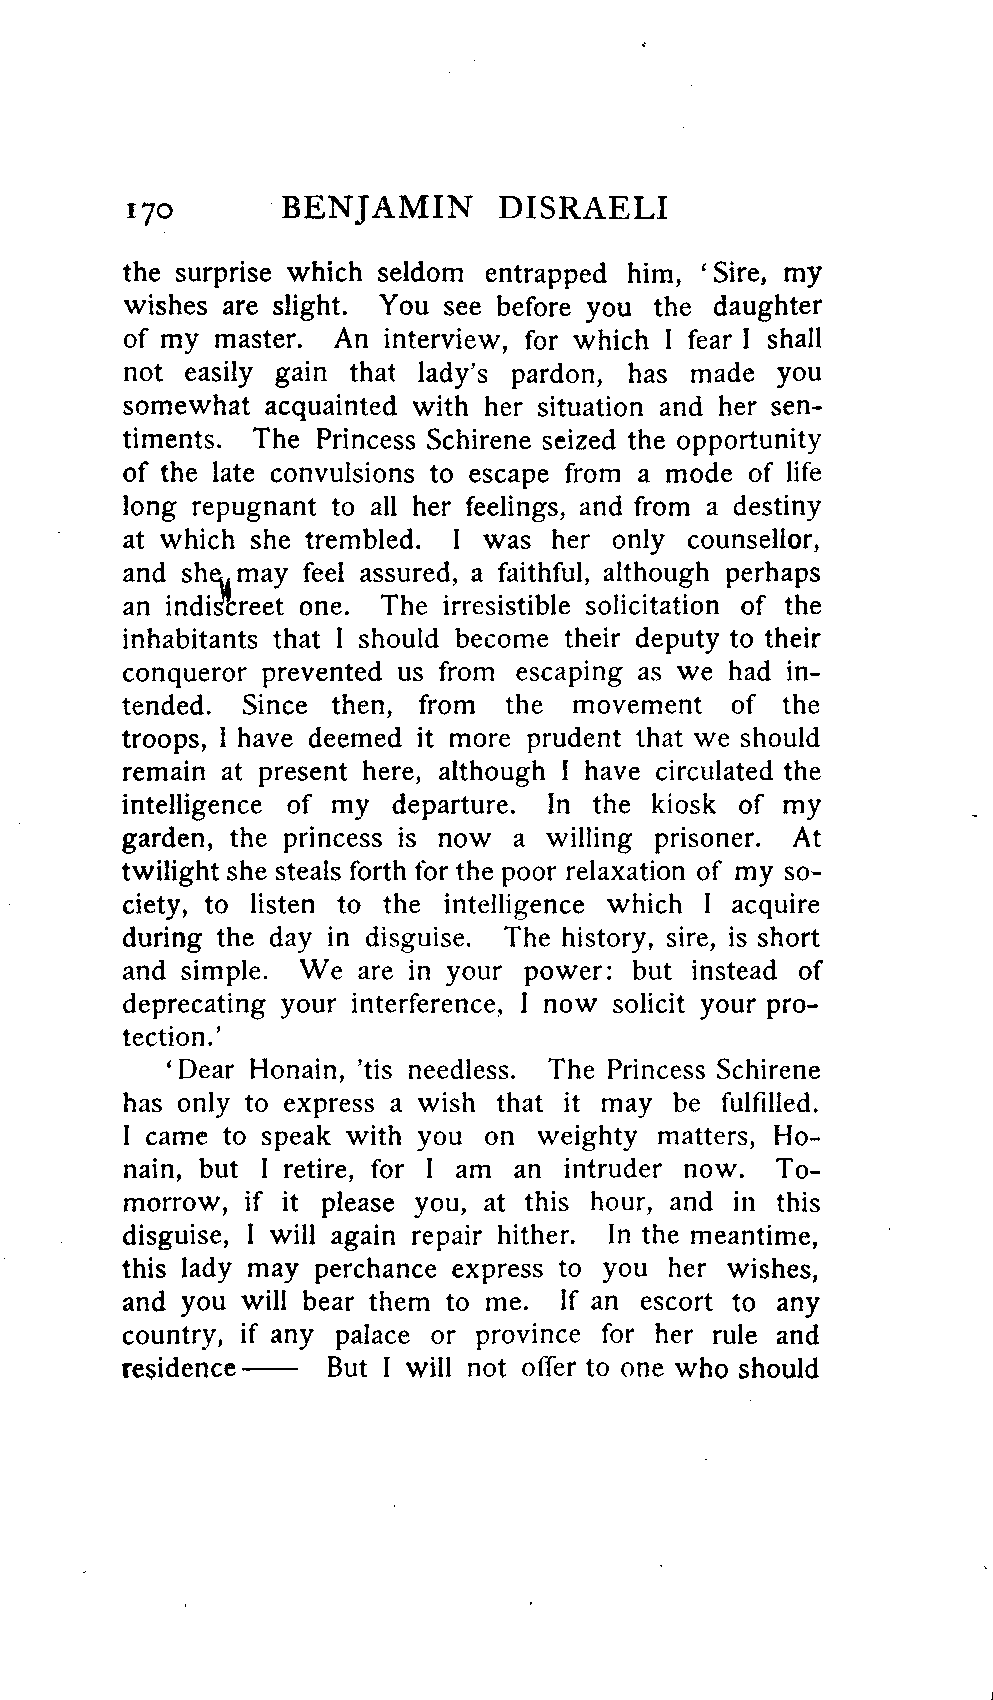 170 BENJAMIN DISRAELI
the surprise which seldom entrapped him, ‘Sire, my
wishes are slight. You see before you the daughter
of my master. An interview, for which I fear I shall
not easily gain that lady's pardon, has made you
somewhat acquainted with her situation and her sen-
timents. The Princess Schirene seized the opportunity
of the late convulsions to escape from a mode of life
long repugnant to all her feelings, and from a destiny
at which she trembled. I was her only counsellor,
and she may feel assured, a faithful, although perhaps
an indiscreet one. The irresistible solicitation of the
inhabitants that I should become their deputy to their
conqueror prevented us from escaping as we had in-
tended. Since then, from the movement of the
troops, I have deemed it more prudent that we should
remain at present here, although I have circulated the
intelligence of my departure. In the kiosk of my
garden, the princess is now a willing prisoner. At
twilight she steals forth for the poor relaxation of my so-
ciety, to listen to the intelligence which I acquire
during the day in disguise. The history, sire, is short
and simple. We are in your power: but instead of
deprecating your interference, I now solicit your pro-
tection.’
‘Dear Honain, ’tis needless. The Princess Schirene
has only to express a wish that it may be fulfilled.
I came to speak with you on weighty matters, Ho-
nain, but I retire, for I am an intruder now. To-
morrow, if it please you, at this hour, and in this
disguise, I will again repair hither. In the meantime,
this lady may perchance express to you her wishes,
and you will bear them to me. If an escort to any
country, if any palace or province for her rule and
residence—— But I will not offer to one who should